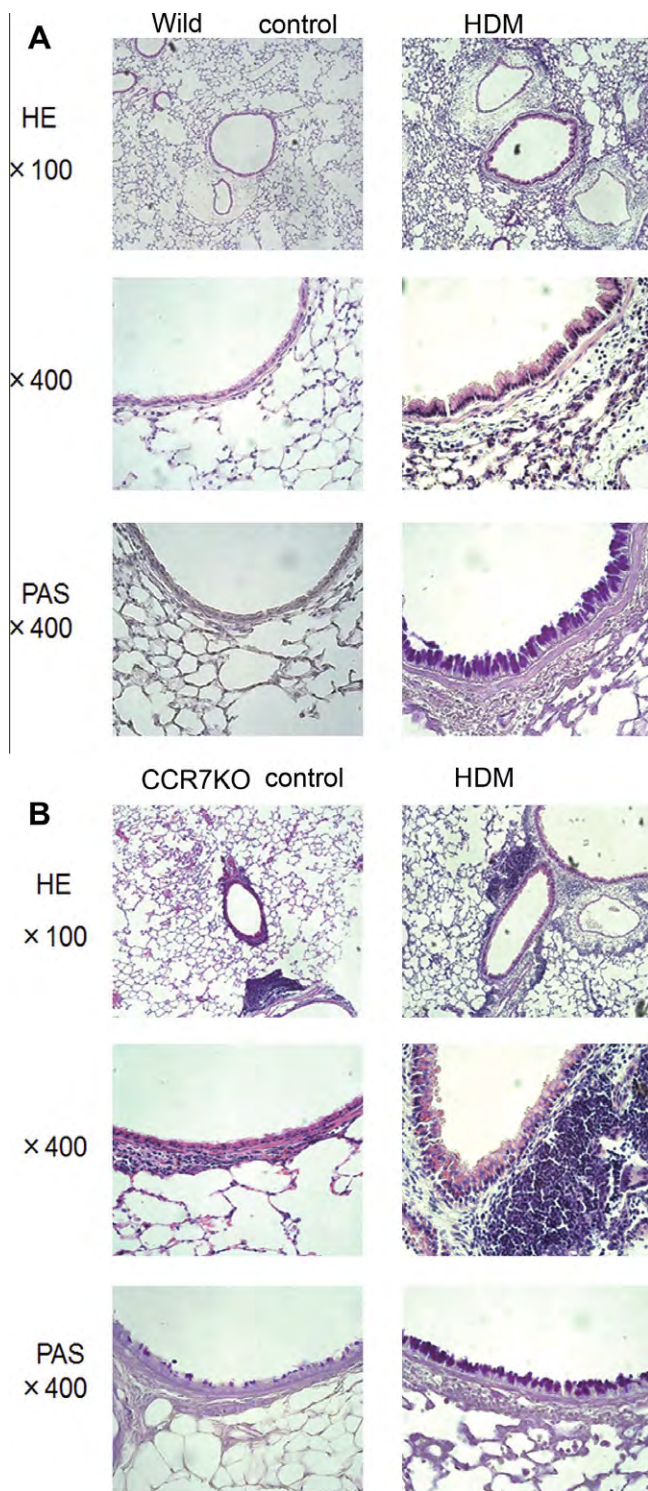 A
Wild control HDM
HE
×100
×400
PAS
×400
B
CCR7KO control HDM
HE
×100
×400
PAS
×400